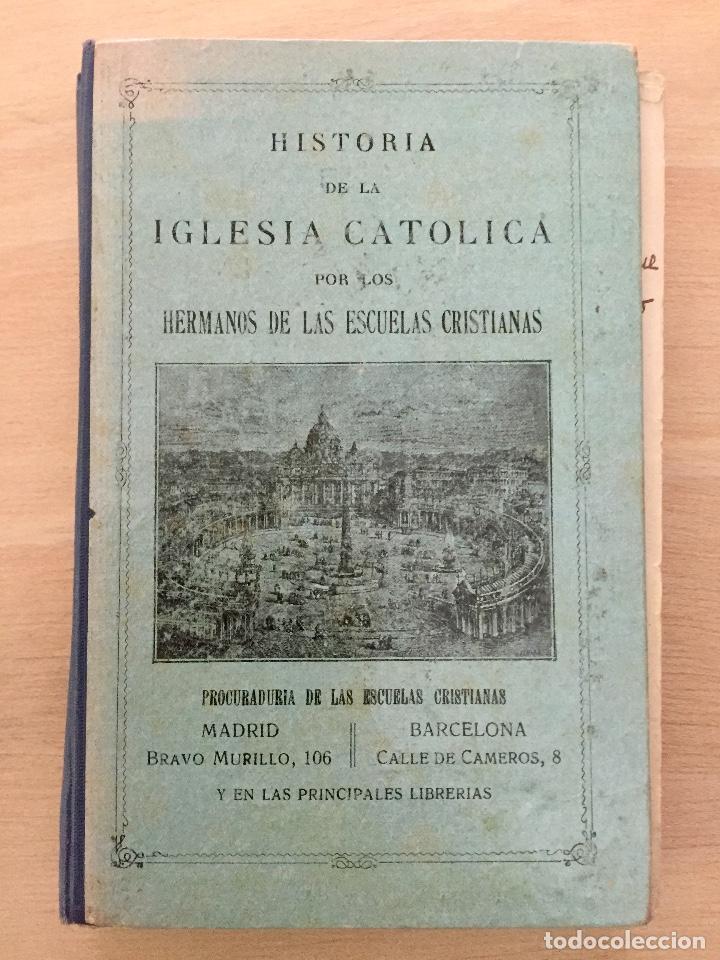 HISTORIA
DE LA
IGLESIA CATOLICA
POR LOS
HERMANOS DE LAS ESCUELAS CRISTIANAS
PROCURADURIA DE LAS ESCUELAS CRISTIANAS
MADRID
BRAVO MURILLO, 106
BARCELONA
CALLE DE CAMEROS, 8
Y EN LAS PRINCIPALES LIBRERIAS
todocoleccion